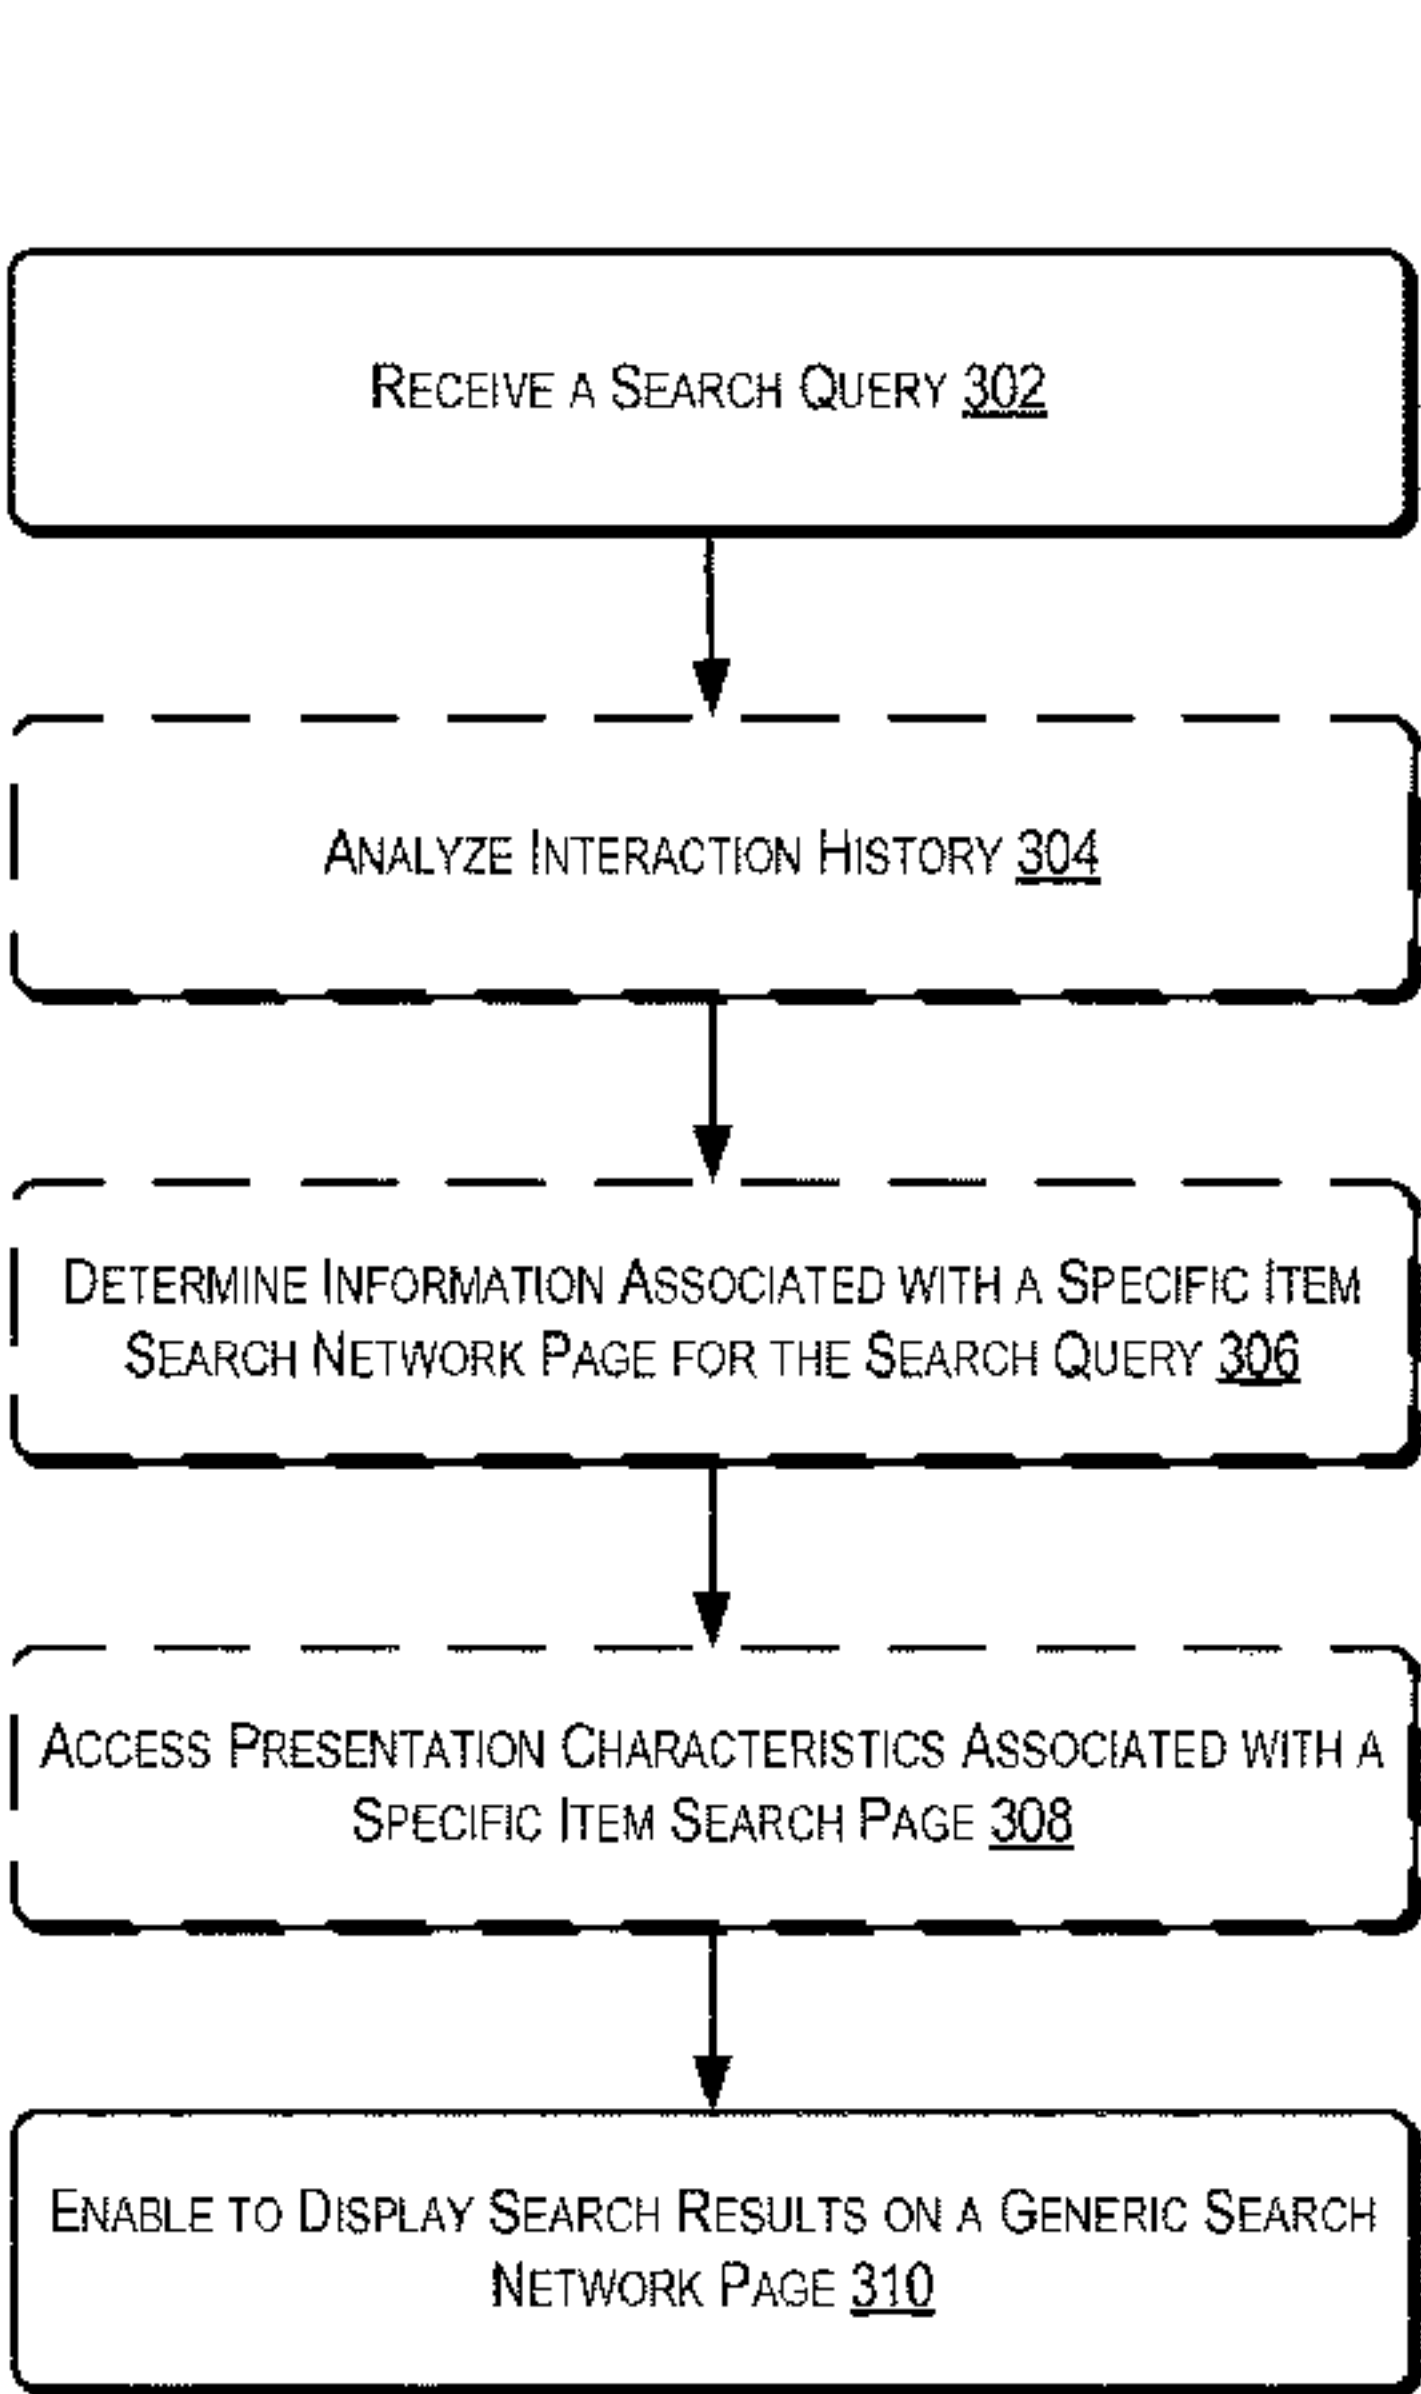 RECEIVE A SEARCH QUERY 302
ANALYZE INTERACTION HISTORY 304
DETERMINE INFORMATION ASSOCIATED WITH A SPECIFIC ITEM
SEARCH NETWORK PAGE FOR THE SEARCH QUERY 306
ACCESS PRESENTATION CHARACTERISTICS ASSOCIATED WITH A
SPECIFIC ITEM SEARCH PAGE 308
ENABLE TO DISPLAY SEARCH RESULTS ON A GENERIC SEARCH
NETWORK PAGE 310